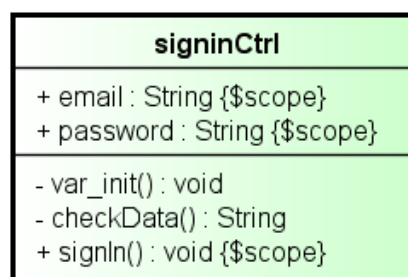 signinCtrl
+ email : String {$scope}
+ password : String {$scope}
- var_init() : void
- checkData() : String
+ signIn() : void {$scope}